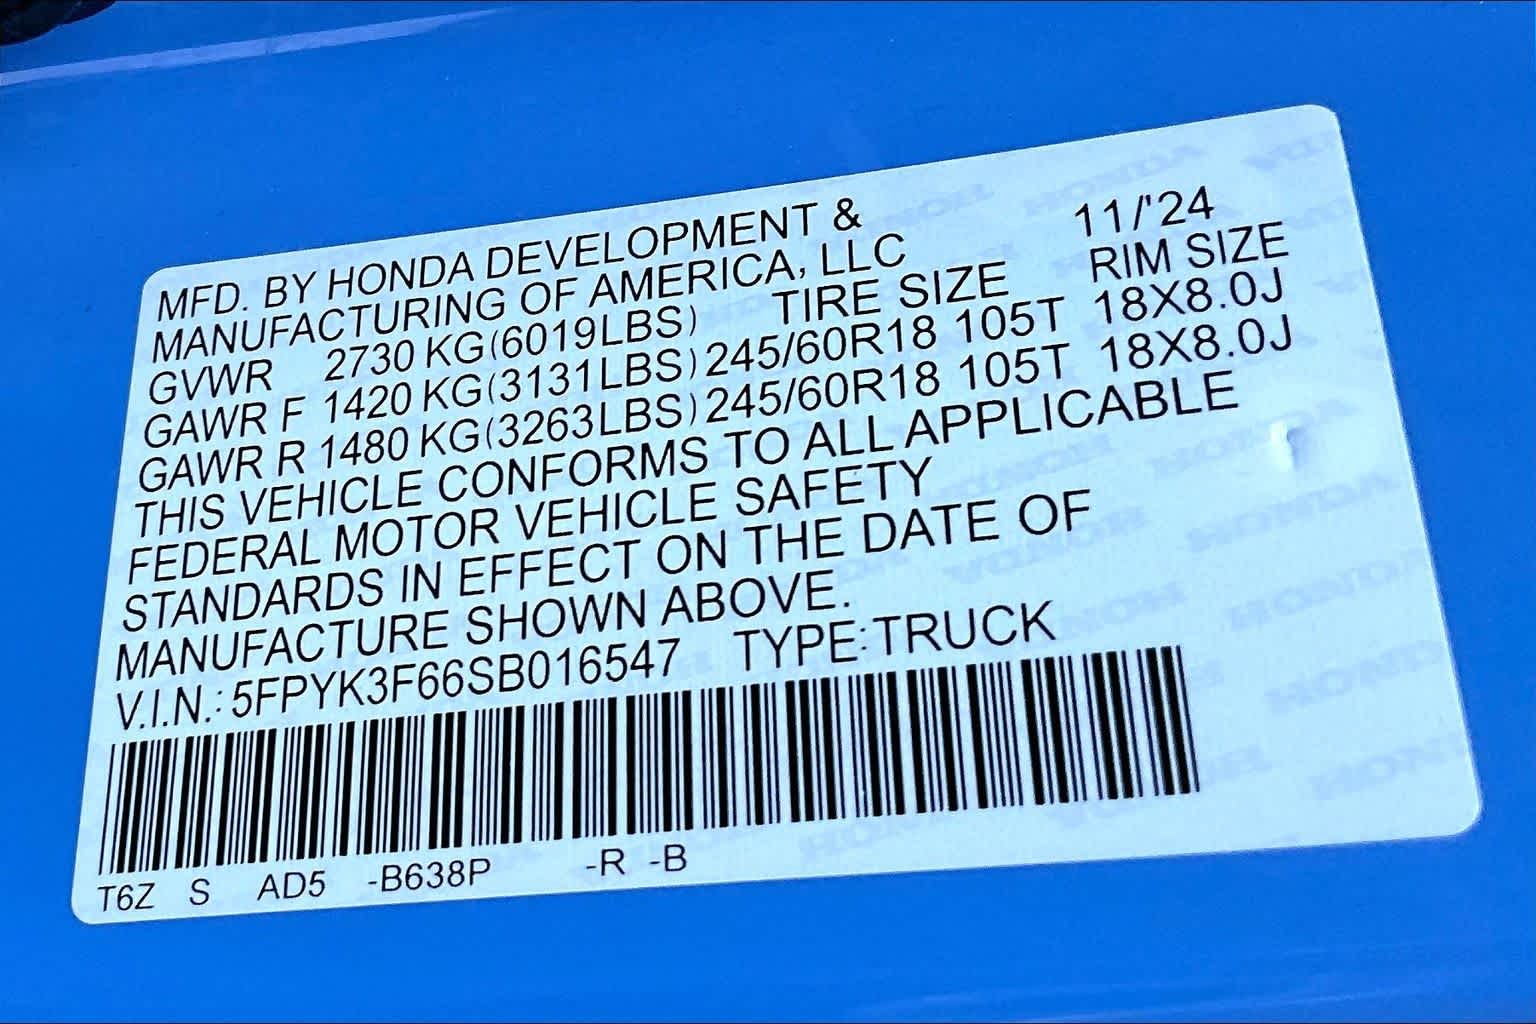 MFD. BY HONDA DEVELOPMENT & 11/'24
MANUFACTURING OF AMERICA, LLC RIM SIZE
GVWR 2730 KG(6019LBS) TIRE SIZE
GAWR F 1420 KG(3131LBS) 245/60R18 105T 18X8.0J
GAWR R 1480 KG(3263LBS) 245/60R18 105T 18X8.0J
THIS VEHICLE CONFORMS TO ALL APPLICABLE
FEDERAL MOTOR VEHICLE SAFETY
STANDARDS IN EFFECT ON THE DATE OF
MANUFACTURE SHOWN ABOVE.
V.I.N.: 5FPYK3F66SB016547 TYPE:TRUCK
T6Z S AD5 -B638P -R -B